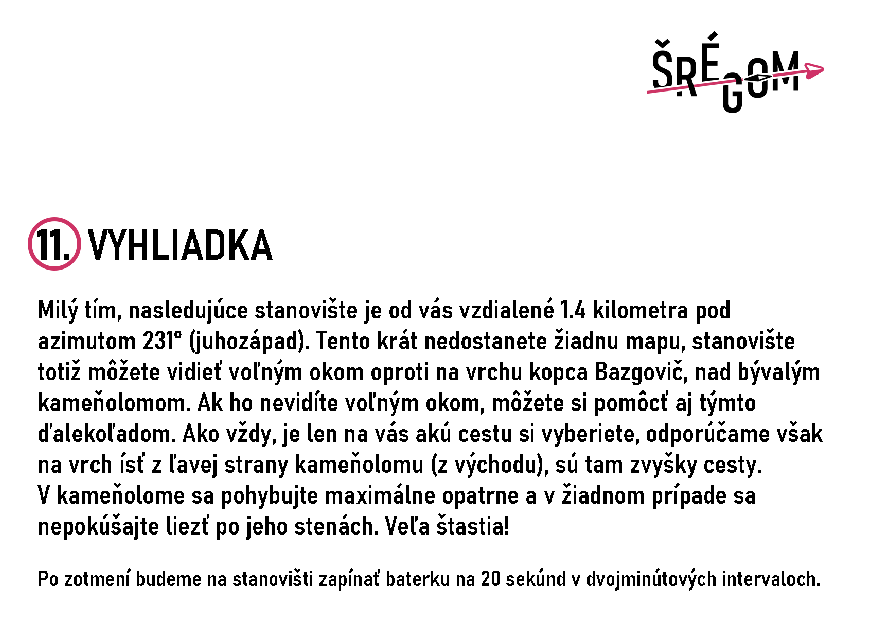 ŠRÉGOM
11. VYHLIADKA
Milý tím, nasledujúce stanovište je od vás vzdialené 1.4 kilometra pod
azimutom 231° (juhozápad). Tento krát nedostanete žiadnu mapu, stanovište
totiž môžete vidieť voľným okom oproti na vrchu kopca Bazgovič, nad bývalým
kameňolomom. Ak ho nevidíte voľným okom, môžete si pomôcť aj týmto
ďalekoľadom. Ako vždy, je len na vás akú cestu si vyberiete, odporúčame však
na vrch ísť z ľavej strany kameňolomu (z východu), sú tam zvyšky cesty.
V kameňolome sa pohybujte maximálne opatrne a v žiadnom prípade sa
nepokúšajte liezť po jeho stenách. Veľa štastia!
Po zotmení budeme na stanovišti zapínať baterku na 20 sekúnd v dvojminútových intervaloch.